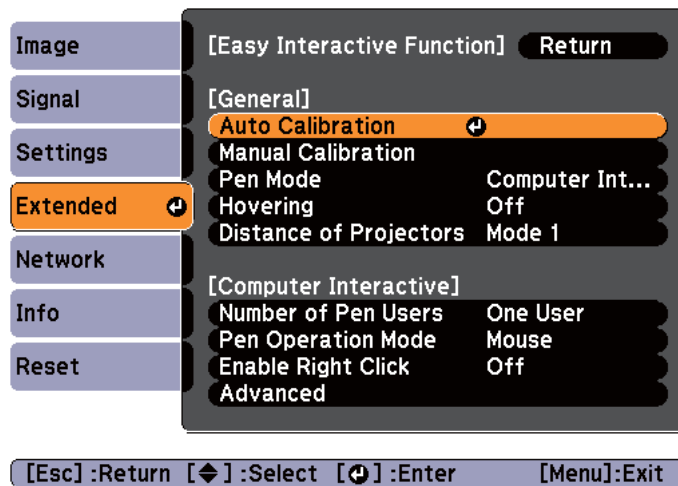 Image
Signal
Settings
Extended
Network
Info
Reset
[Easy Interactive Function] Return
[General]
Auto Calibration
Manual Calibration
Pen Mode Computer Int...
Hovering Off
Distance of Projectors Mode 1
[Computer Interactive]
Number of Pen Users One User
Pen Operation Mode Mouse
Enable Right Click Off
Advanced
[Esc] :Return [◆] :Select [⏎] :Enter [Menu]:Exit